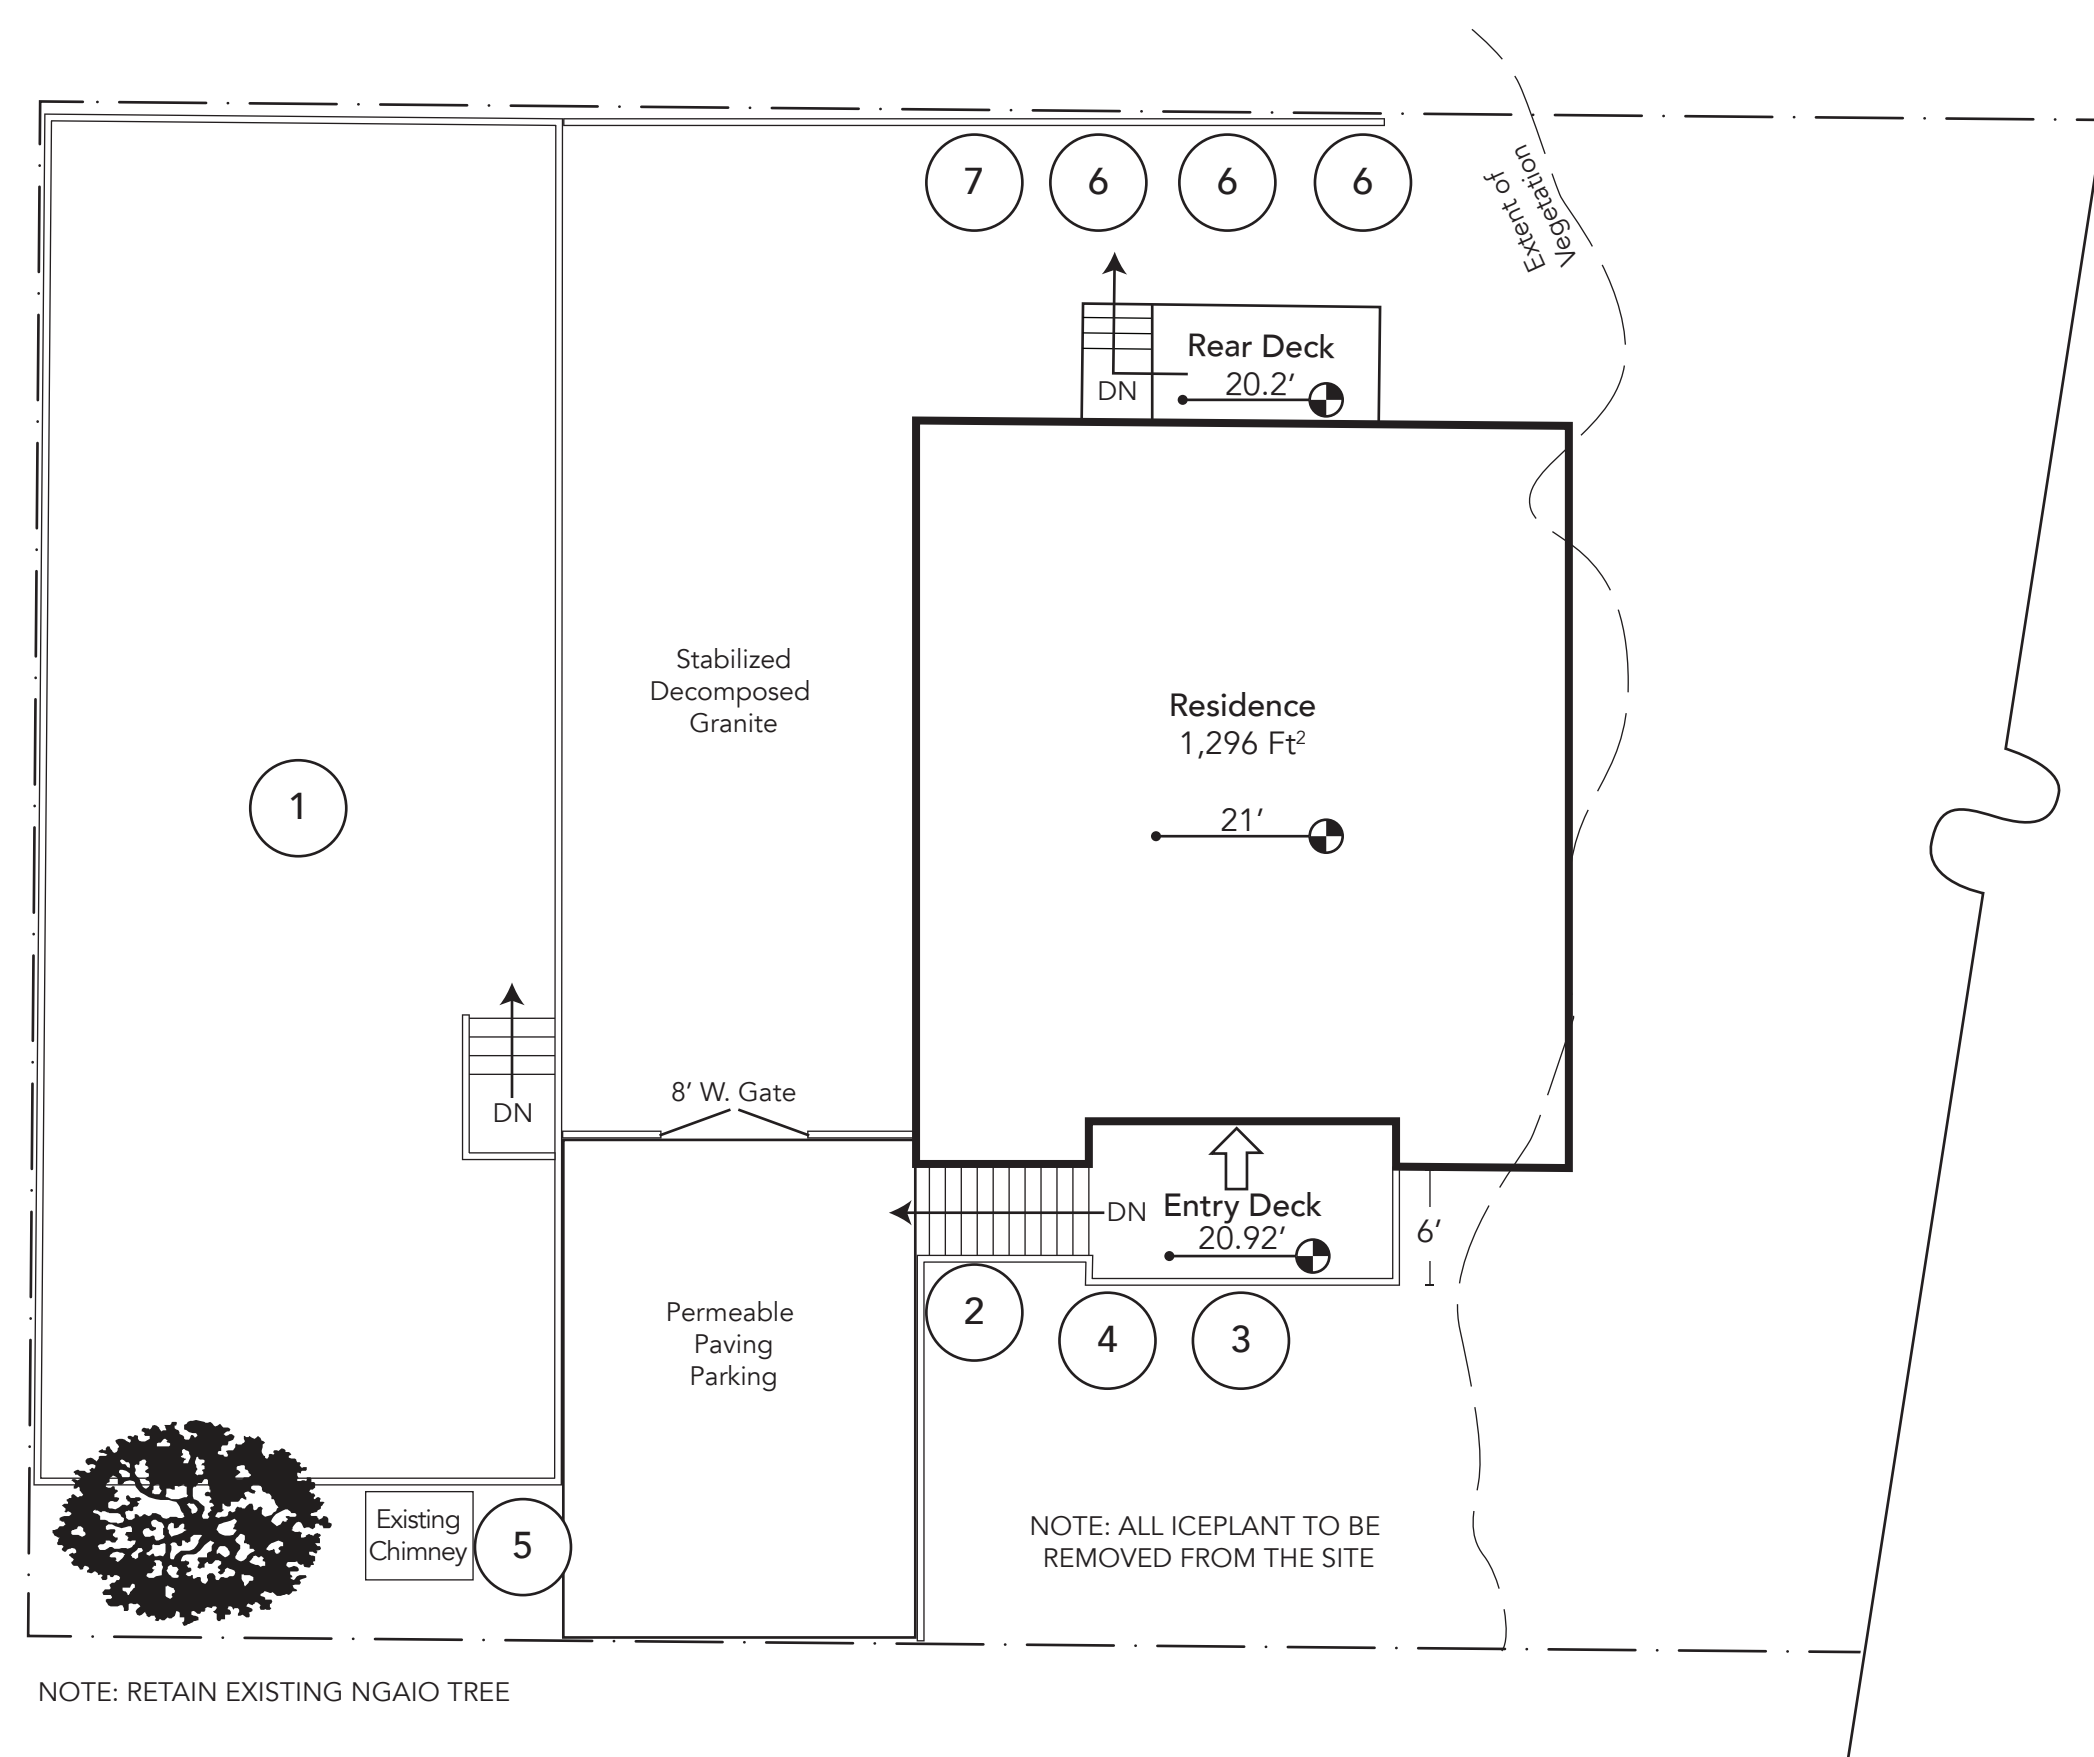 7
6
6
6
Extent of
Vegetation
Rear Deck
20.2’
DN
Stabilized
Decomposed
Granite
Residence
1,296 Ft²
21’
1
8’ W. Gate
DN
DN
Entry Deck
20.92’
6’
2
4
3
Permeable
Paving
Parking
Existing
Chimney
5
NOTE: ALL ICEPLANT TO BE
REMOVED FROM THE SITE
NOTE: RETAIN EXISTING NGAIO TREE